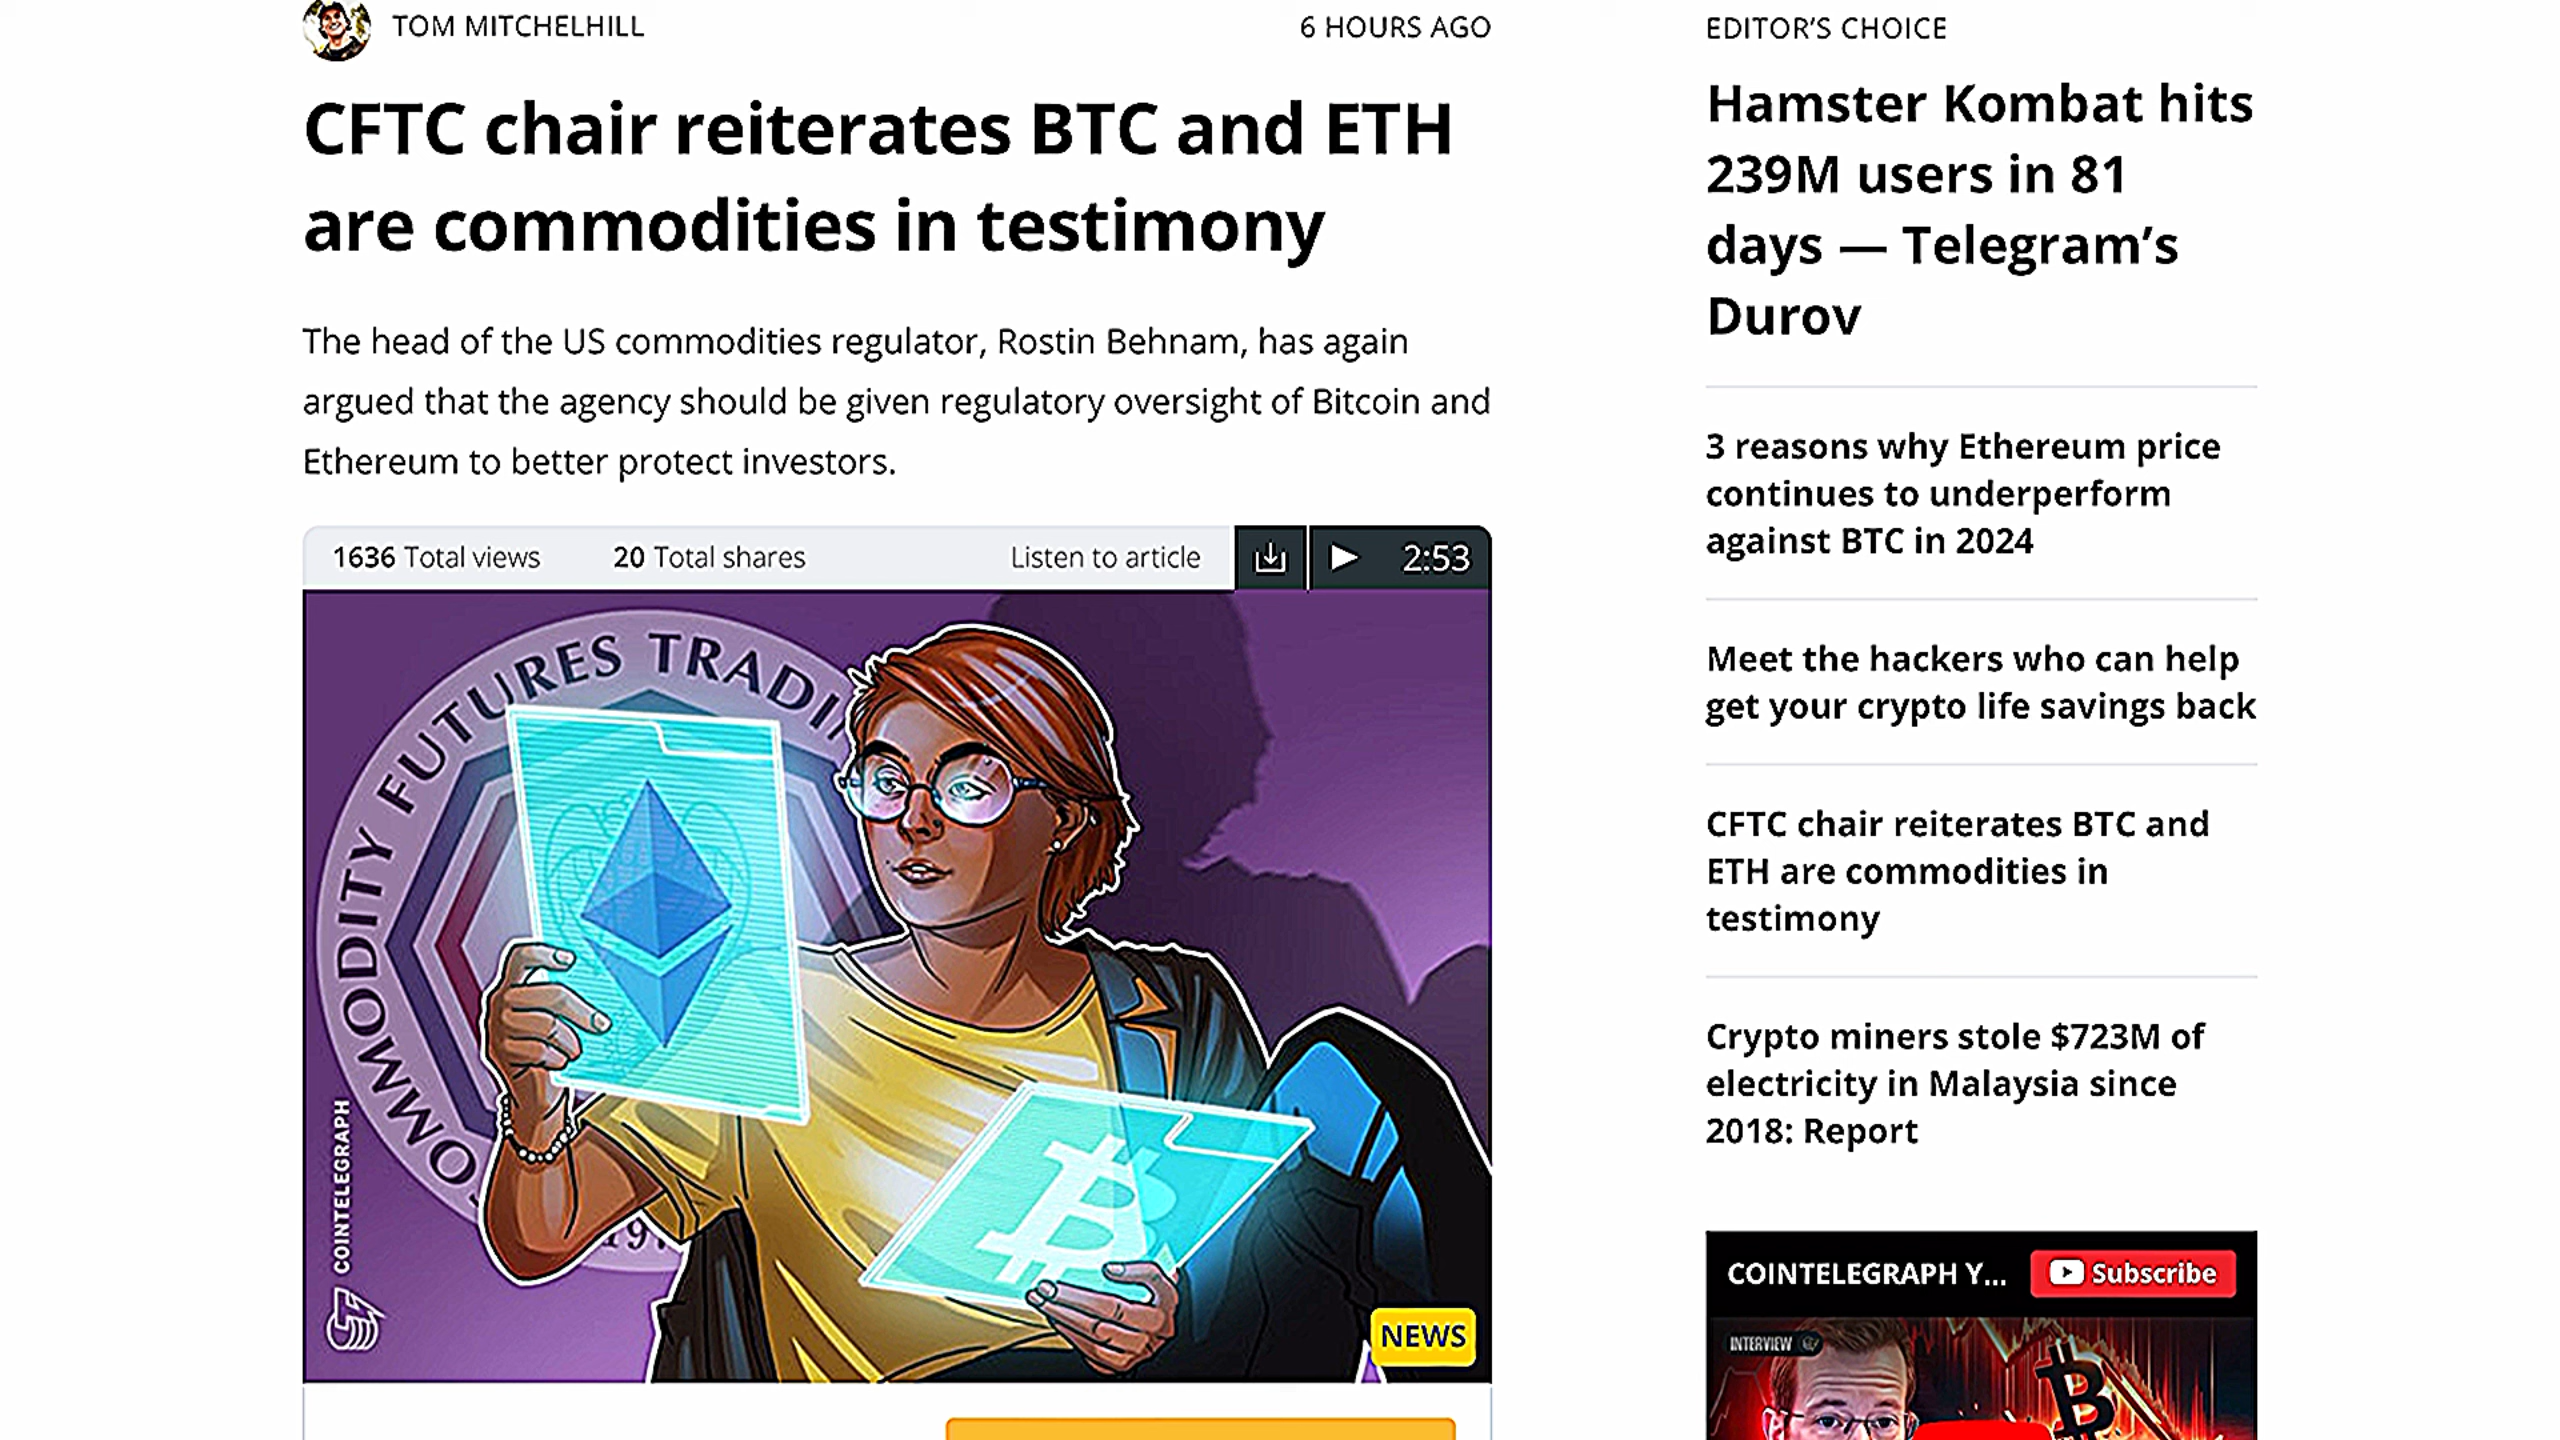 TOM MITCHELHILL
6 HOURS AGO
CFTC chair reiterates BTC and ETH
are commodities in testimony
The head of the US commodities regulator, Rostin Behnam, has again
argued that the agency should be given regulatory oversight of Bitcoin and
Ethereum to better protect investors.
1636 Total views
20 Total shares
Listen to article
2:53
COMMODITY FUTURES TRADI
197
COINTELEGRAPH
NEWS
EDITOR’S CHOICE
Hamster Kombat hits
239M users in 81
days — Telegram’s
Durov
3 reasons why Ethereum price
continues to underperform
against BTC in 2024
Meet the hackers who can help
get your crypto life savings back
CFTC chair reiterates BTC and
ETH are commodities in
testimony
Crypto miners stole $723M of
electricity in Malaysia since
2018: Report
COINTELEGRAPH Y...
Subscribe
INTERVIEW